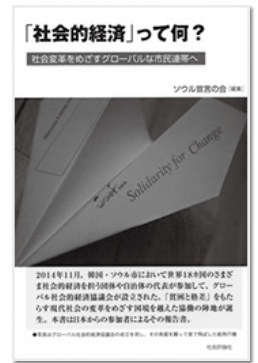 「社会的経済」って何？
社会変革をめざすグローバルな市民連帯へ
ソウル宣言の会［編集］
Solidarity for Change
2014年11月、韓国・ソウル市において世界18カ国のさまざ
まな社会的経済を担う団体や自治体の代表が参加して、グロー
バル社会的経済協議会が設立された。「貧困と格差」をもた
らす現代社会の変革をめざす国境を越えた協働の陣地が誕
生。本書は日本からの参加者によるその報告書。
社会評論社